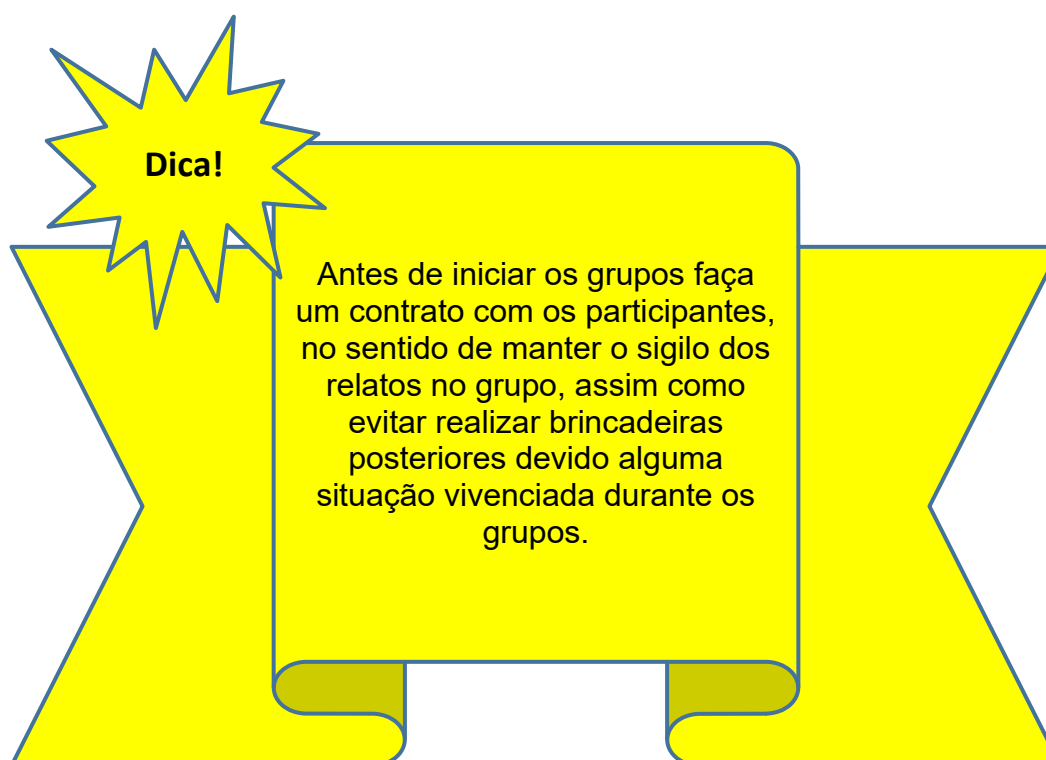 Dica!
Antes de iniciar os grupos faça
um contrato com os participantes,
no sentido de manter o sigilo dos
relatos no grupo, assim como
evitar realizar brincadeiras
posteriores devido alguma
situação vivenciada durante os
grupos.